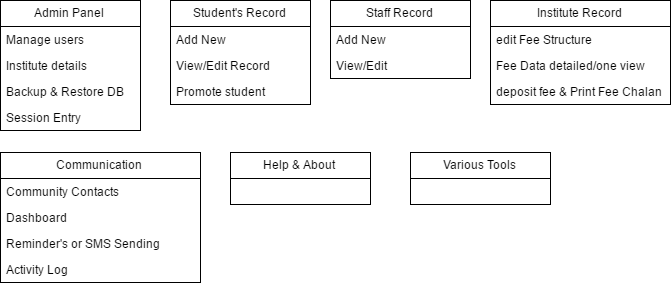 Admin Panel
Manage users
Institute details
Backup & Restore DB
Session Entry
Student's Record
Add New
View/Edit Record
Promote student
Staff Record
Add New
View/Edit
Institute Record
edit Fee Structure
Fee Data detailed/one view
deposit fee & Print Fee Chalan
Communication
Community Contacts
Dashboard
Reminder's or SMS Sending
Activity Log
Help & About
Various Tools